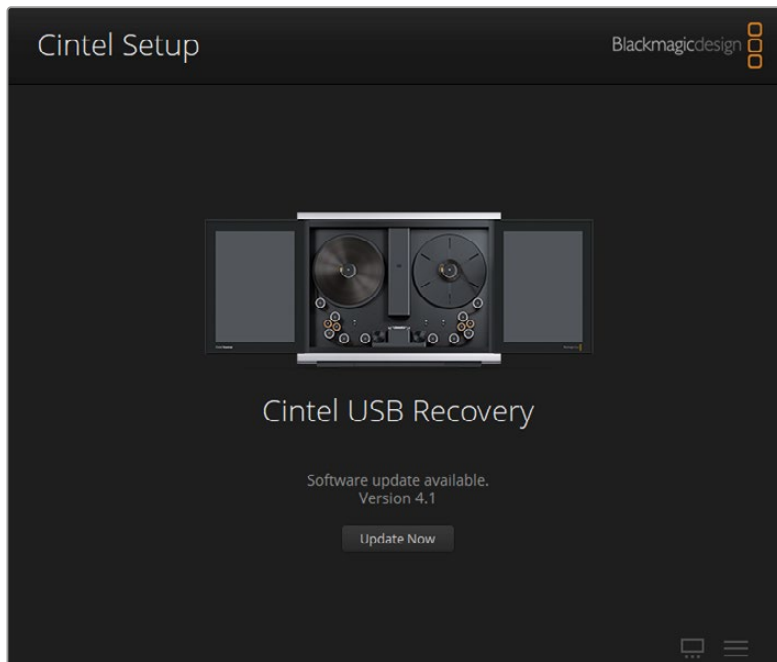 Cintel Setup
Blackmagicdesign
Cintel USB Recovery
Software update available.
Version 4.1
Update Now